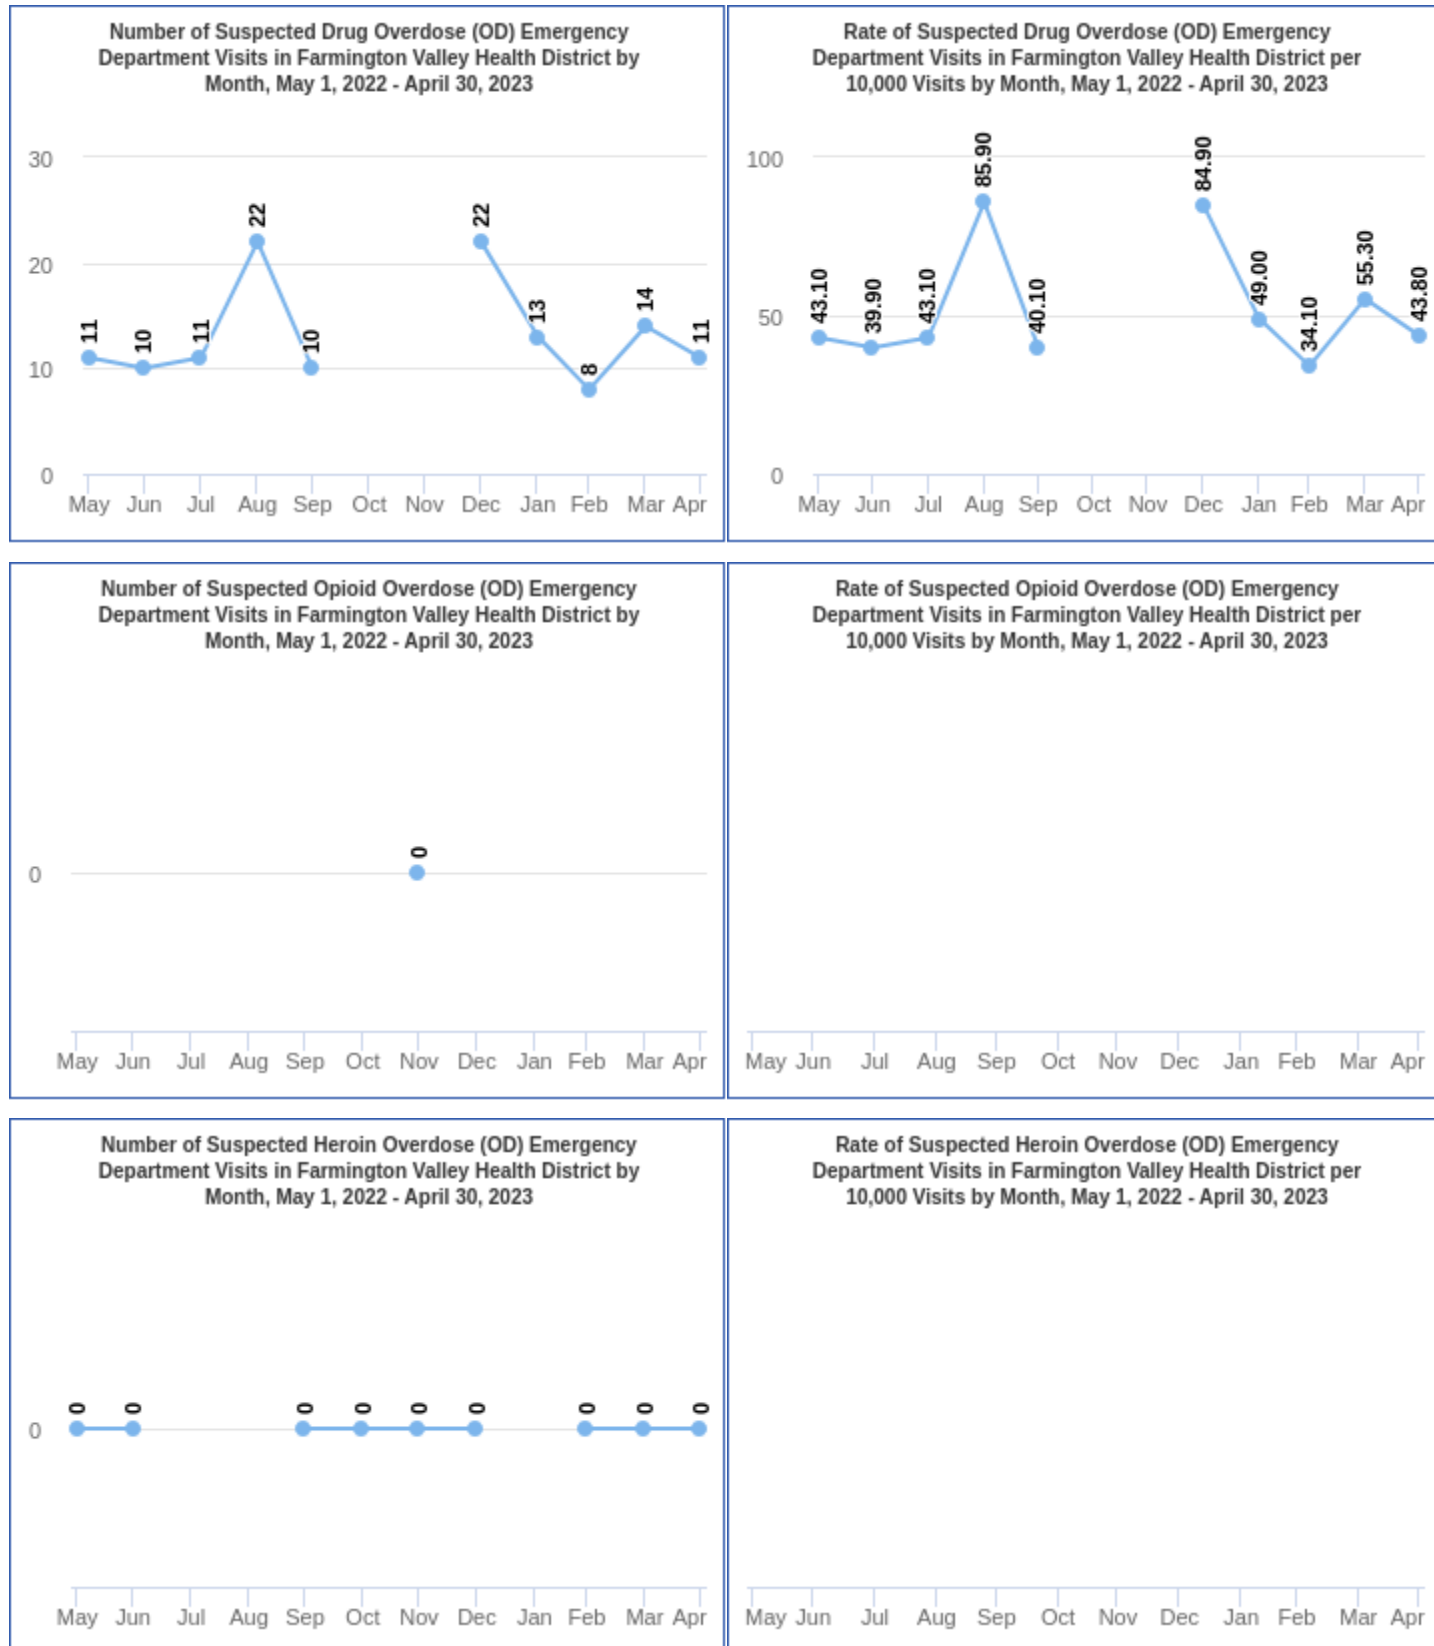 Number of Suspected Drug Overdose (OD) Emergency
Department Visits in Farmington Valley Health District by
Month, May 1, 2022 - April 30, 2023
30
20
10
0
11
10
11
22
10
22
13
8
14
11
May Jun Jul Aug Sep Oct Nov Dec Jan Feb Mar Apr
Rate of Suspected Drug Overdose (OD) Emergency
Department Visits in Farmington Valley Health District per
10,000 Visits by Month, May 1, 2022 - April 30, 2023
100
50
0
43.10
39.90
43.10
85.90
40.10
84.90
49.00
34.10
55.30
43.80
May Jun Jul Aug Sep Oct Nov Dec Jan Feb Mar Apr
Number of Suspected Opioid Overdose (OD) Emergency
Department Visits in Farmington Valley Health District by
Month, May 1, 2022 - April 30, 2023
0
0
May Jun Jul Aug Sep Oct Nov Dec Jan Feb Mar Apr
Rate of Suspected Opioid Overdose (OD) Emergency
Department Visits in Farmington Valley Health District per
10,000 Visits by Month, May 1, 2022 - April 30, 2023
May Jun Jul Aug Sep Oct Nov Dec Jan Feb Mar Apr
Number of Suspected Heroin Overdose (OD) Emergency
Department Visits in Farmington Valley Health District by
Month, May 1, 2022 - April 30, 2023
0
0
0
0
0
0
0
0
0
0
May Jun Jul Aug Sep Oct Nov Dec Jan Feb Mar Apr
Rate of Suspected Heroin Overdose (OD) Emergency
Department Visits in Farmington Valley Health District per
10,000 Visits by Month, May 1, 2022 - April 30, 2023
May Jun Jul Aug Sep Oct Nov Dec Jan Feb Mar Apr